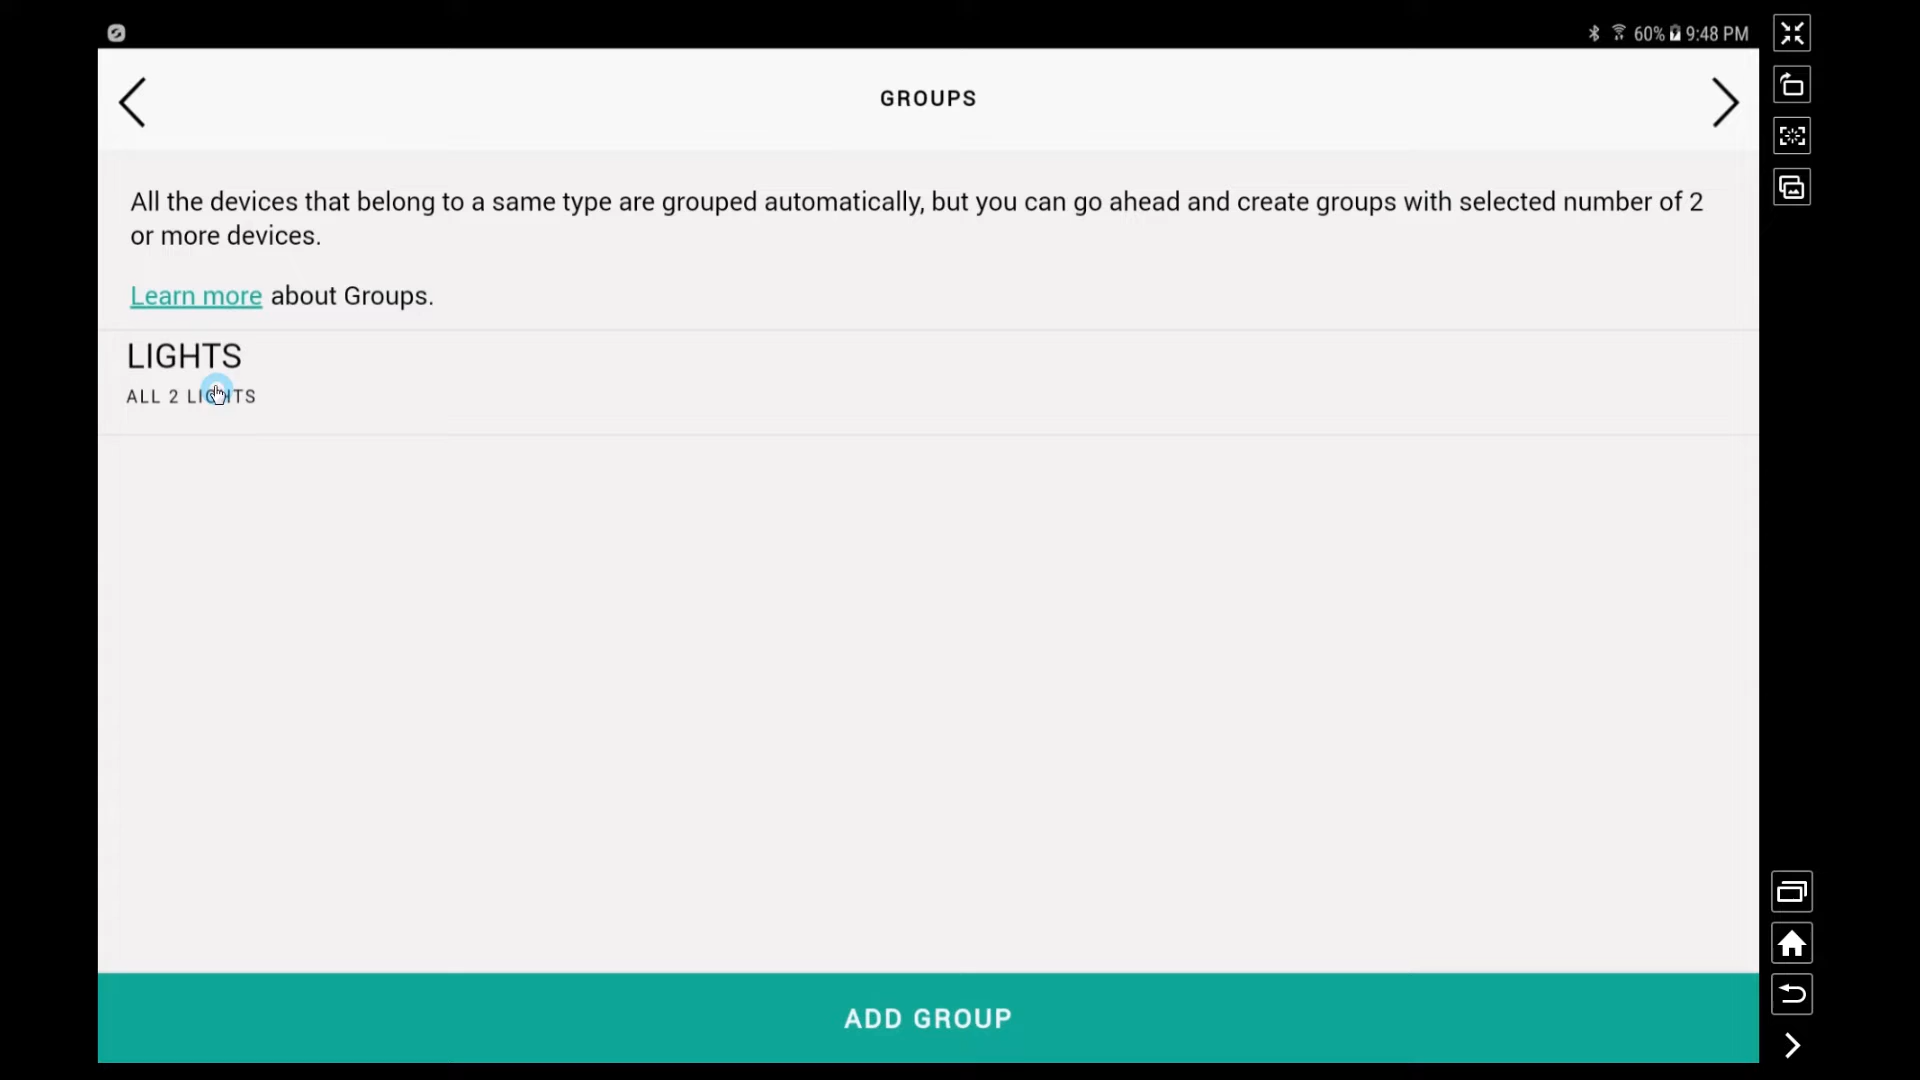 60% 9:48 PM
GROUPS
All the devices that belong to a same type are grouped automatically, but you can go ahead and create groups with selected number of 2
or more devices.
Learn more about Groups.
LIGHTS
ALL 2 LIGHTS
ADD GROUP